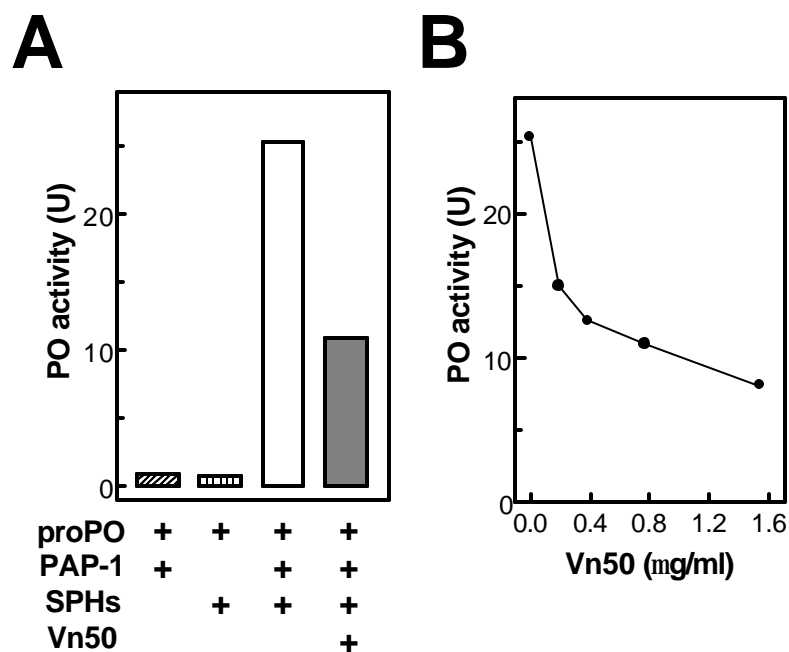 A
B
PO activity (U)
20
10
0
proPO + + + +
PAP-1 + + +
SPHs + + +
Vn50 +
PO activity (U)
20
10
0
0.0 0.4 0.8 1.2 1.6
Vn50 (mg/ml)